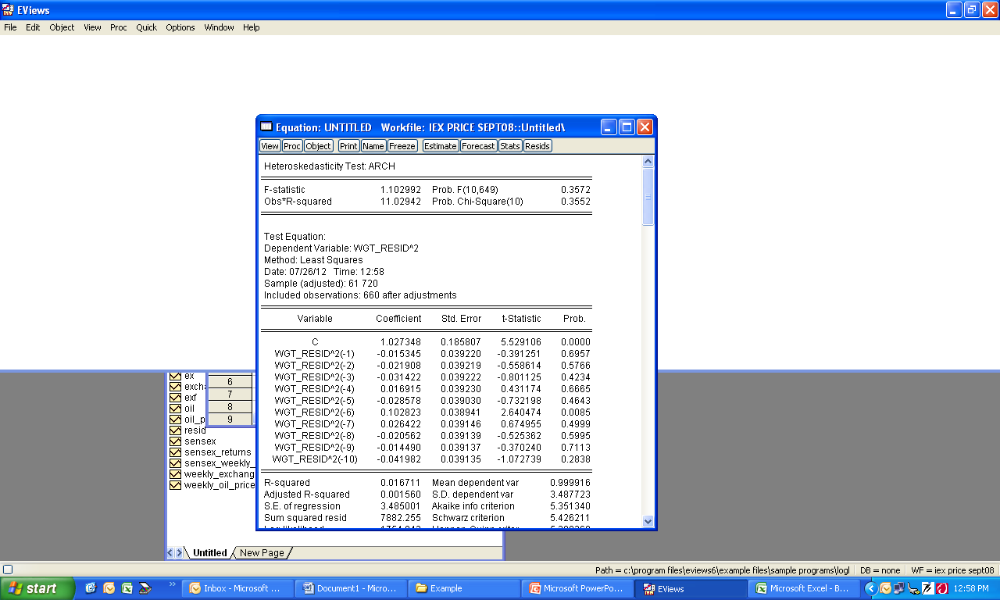 EViews
File Edit Object View Proc Quick Options Window Help
Equation: UNTITLED Workfile: IEX PRICE SEPT08::Untitled\
View Proc Object Print Name Freeze Estimate Forecast Stats Resids
Heteroskedasticity Test: ARCH
F-statistic 1.102992 Prob. F(10,649) 0.3572
Obs*R-squared 11.02942 Prob. Chi-Square(10) 0.3552
Test Equation:
Dependent Variable: WGT_RESID^2
Method: Least Squares
Date: 07/26/12 Time: 12:58
Sample (adjusted): 61 720
Included observations: 660 after adjustments
Variable Coefficient Std. Error t-Statistic Prob.
C 1.027348 0.185807 5.529106 0.0000
WGT_RESID^2(-1) -0.015345 0.039220 -0.391251 0.6957
WGT_RESID^2(-2) -0.021908 0.039219 -0.558614 0.5766
WGT_RESID^2(-3) -0.031422 0.039222 -0.801125 0.4234
WGT_RESID^2(-4) 0.016915 0.039230 0.431174 0.6665
WGT_RESID^2(-5) -0.028578 0.039030 -0.732198 0.4643
WGT_RESID^2(-6) 0.102823 0.038941 2.640474 0.0085
WGT_RESID^2(-7) 0.026422 0.039146 0.674955 0.4999
WGT_RESID^2(-8) -0.020562 0.039139 -0.525362 0.5995
WGT_RESID^2(-9) -0.014490 0.039137 -0.370240 0.7113
WGT_RESID^2(-10) -0.041982 0.039135 -1.072739 0.2838
R-squared 0.016711 Mean dependent var 0.999916
Adjusted R-squared 0.001560 S.D. dependent var 3.487723
S.E. of regression 3.485001 Akaike info criterion 5.351340
Sum squared resid 7882.255 Schwarz criterion 5.426211
ex
exf
oil
oil_p
resid
sensex
sensex_returns
sensex_weekly_
weekly_exchang
weekly_oil_price
6
7
8
9
Untitled New Page
Path = c:\program files\eviews6\example files\sample programs\logl DB = none WF = iex price sept08
start Inbox - Microsoft ... Document1 - Micro... Example Microsoft PowerPo... EViews Microsoft Excel - B... 12:58 PM